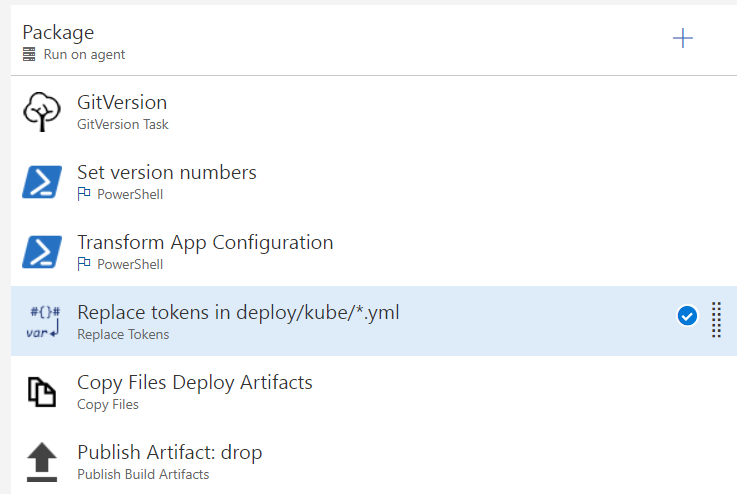 Package
Run on agent
GitVersion
GitVersion Task
Set version numbers
PowerShell
Transform App Configuration
PowerShell
#{}#
var
Replace tokens in deploy/kube/*.yml
Replace Tokens
Copy Files Deploy Artifacts
Copy Files
Publish Artifact: drop
Publish Build Artifacts